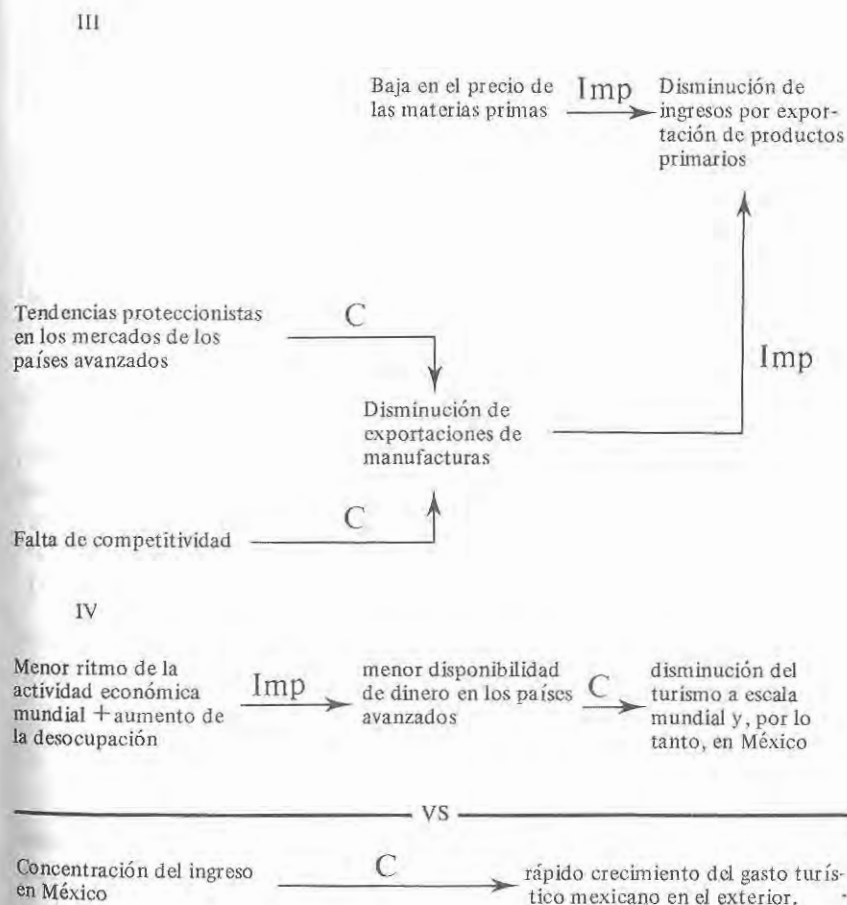 III
Baja en el precio de
las materias primas
Imp
Disminución de
ingresos por expor-
tación de productos
primarios
Tendencias proteccionistas
en los mercados de los
países avanzados
C
Imp
Disminución de
exportaciones de
manufacturas
C
Falta de competitividad
IV
Menor ritmo de la
actividad económica
mundial + aumento de
la desocupación
Imp
menor disponibilidad
de dinero en los países
avanzados
C
disminución del
turismo a escala
mundial y, por lo
tanto, en México
VS
Concentración del ingreso
en México
C
rápido crecimiento del gasto turís-
tico mexicano en el exterior.